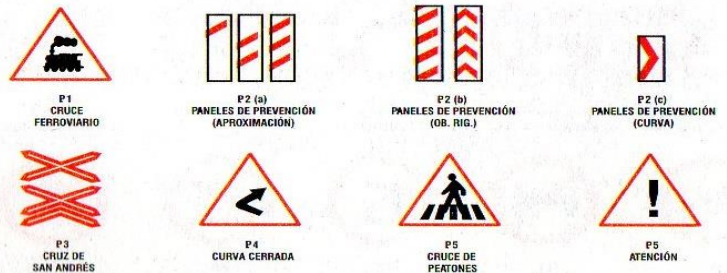 P1
CRUCE
FERROVIARIO
P2 (a)
PANELES DE PREVENCIÓN
(APROXIMACIÓN)
P2 (b)
PANELES DE PREVENCIÓN
(OB. RIG.)
P2 (c)
PANELES DE PREVENCIÓN
(CURVA)
P3
CRUZ DE
SAN ANDRÉS
P4
CURVA CERRADA
P5
CRUCE DE
PEATONES
P5
ATENCIÓN
!